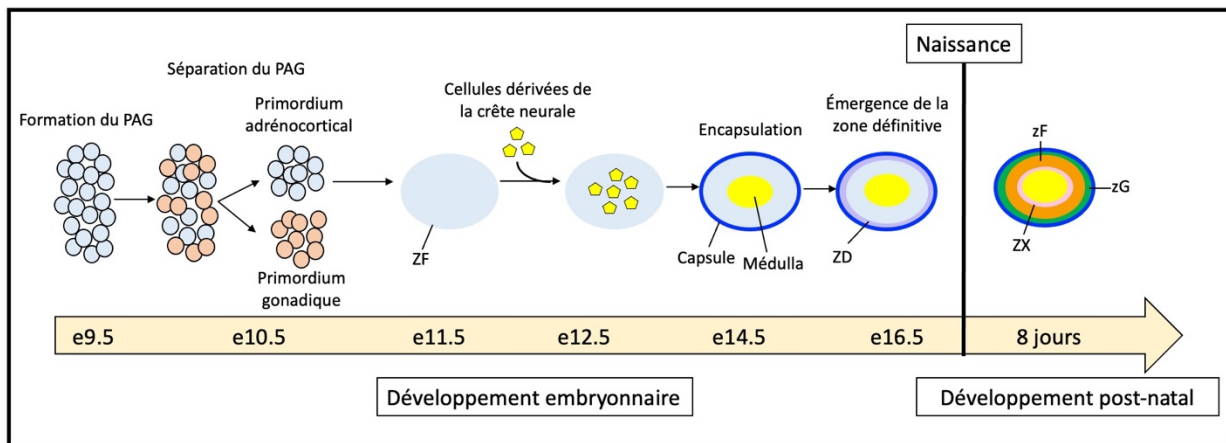 Naissance
Séparation du PAG
Formation du PAG
Primordium
adrénocortical
Cellules dérivées de
la crête neurale
Encapsulation
Émergence de la
zone définitive
zF
zG
ZX
ZF
Capsule
Médulla
ZD
Primordium
gonadique
e9.5
e10.5
e11.5
e12.5
e14.5
e16.5
8 jours
Développement embryonnaire
Développement post-natal